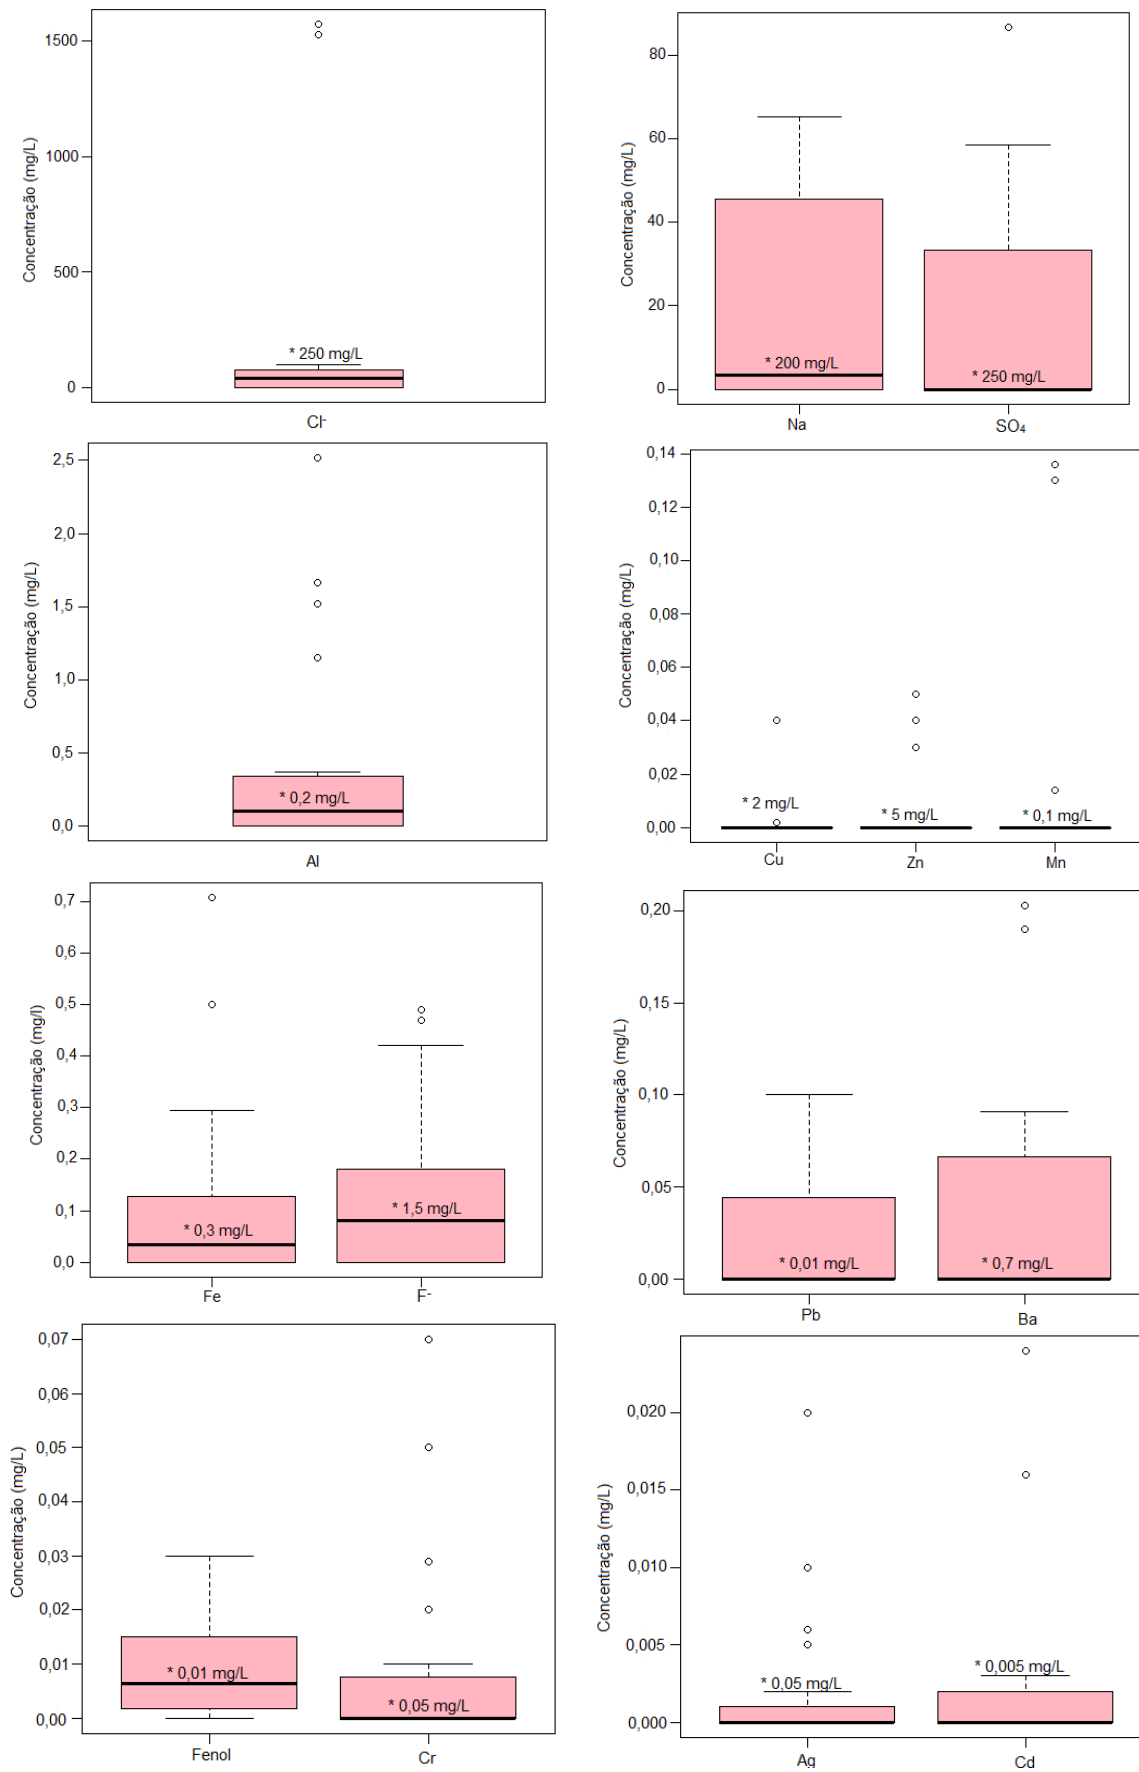 Concentração (mg/L)
1500
1000
500
0
* 250 mg/L
Cl-
Concentração (mg/L)
80
60
40
20
0
* 200 mg/L
* 250 mg/L
Na
SO₄
Concentração (mg/L)
2,5
2,0
1,5
1,0
0,5
0,0
* 0,2 mg/L
Al
Concentração (mg/L)
0,14
0,12
0,10
0,08
0,06
0,04
0,02
0,00
* 2 mg/L
* 5 mg/L
* 0,1 mg/L
Cu
Zn
Mn
Concentração (mg/l)
0,7
0,6
0,5
0,4
0,3
0,2
0,1
0,0
* 0,3 mg/L
* 1,5 mg/L
Fe
F-
Concentração (mg/L)
0,20
0,15
0,10
0,05
0,00
* 0,01 mg/L
* 0,7 mg/L
Pb
Ba
Concentração (mg/L)
0,07
0,06
0,05
0,04
0,03
0,02
0,01
0,00
* 0,01 mg/L
* 0,05 mg/L
Fenol
Cr
Concentração (mg/L)
0,020
0,015
0,010
0,005
0,000
* 0,05 mg/L
* 0,005 mg/L
Ag
Cd